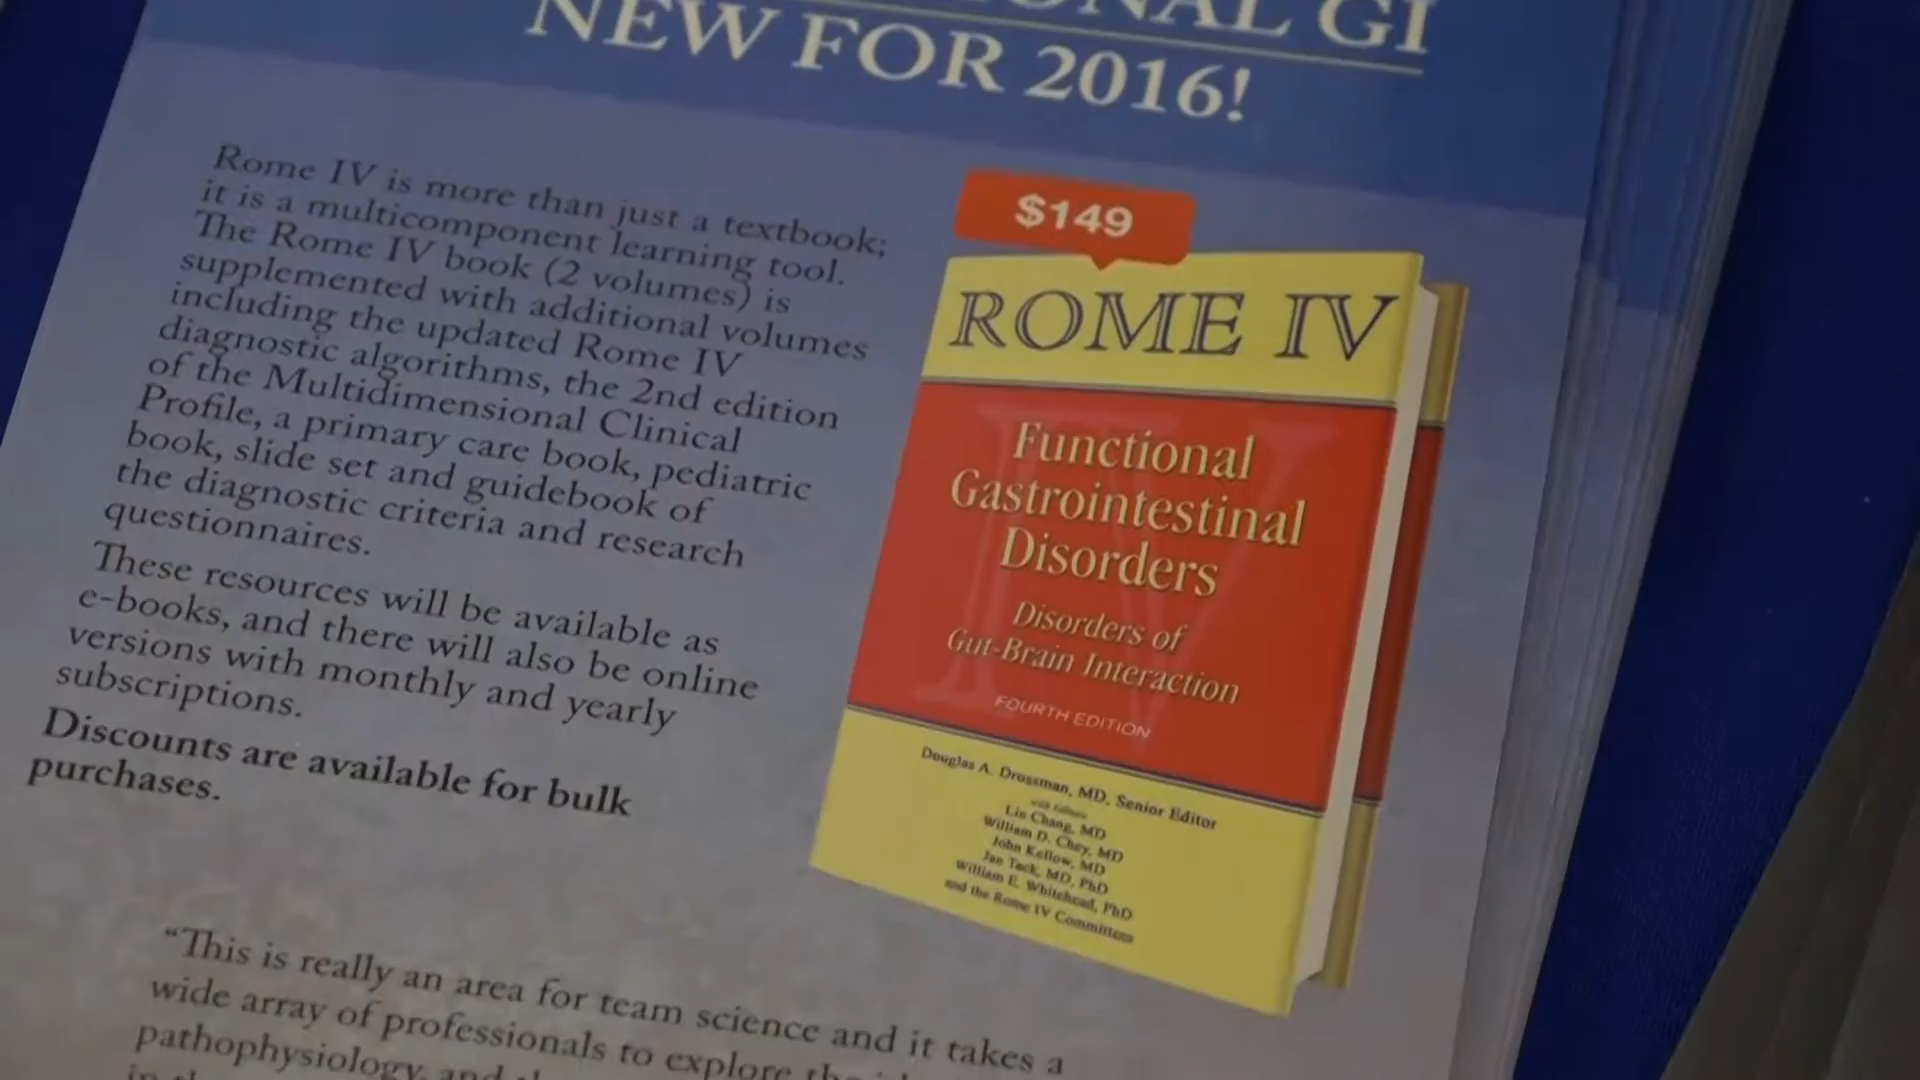 GI
NEW FOR 2016!
Rome IV is more than just a textbook;
it is a multicomponent learning tool.
The Rome IV book (2 volumes) is
supplemented with additional volumes
including the updated Rome IV
diagnostic algorithms, the 2nd edition
of the Multidimensional Clinical
Profile, a primary care book, pediatric
book, slide set and guidebook of
the diagnostic criteria and research
questionnaires.
These resources will be available as
e-books, and there will also be online
versions with monthly and yearly
subscriptions.
Discounts are available for bulk
purchases.
$149
ROME IV
Functional
Gastrointestinal
Disorders
Disorders of
Gut-Brain Interaction
FOURTH EDITION
Douglas A. Drossman, MD, Senior Editor
with Editors
Lin Chang, MD
William D. Chey, MD
John Kellow, MD
Jan Tack, MD, PhD
William E. Whitehead, PhD
and the Rome IV Committees
“This is really an area for team science and it takes a
wide array of professionals to explore
pathophysiology, and